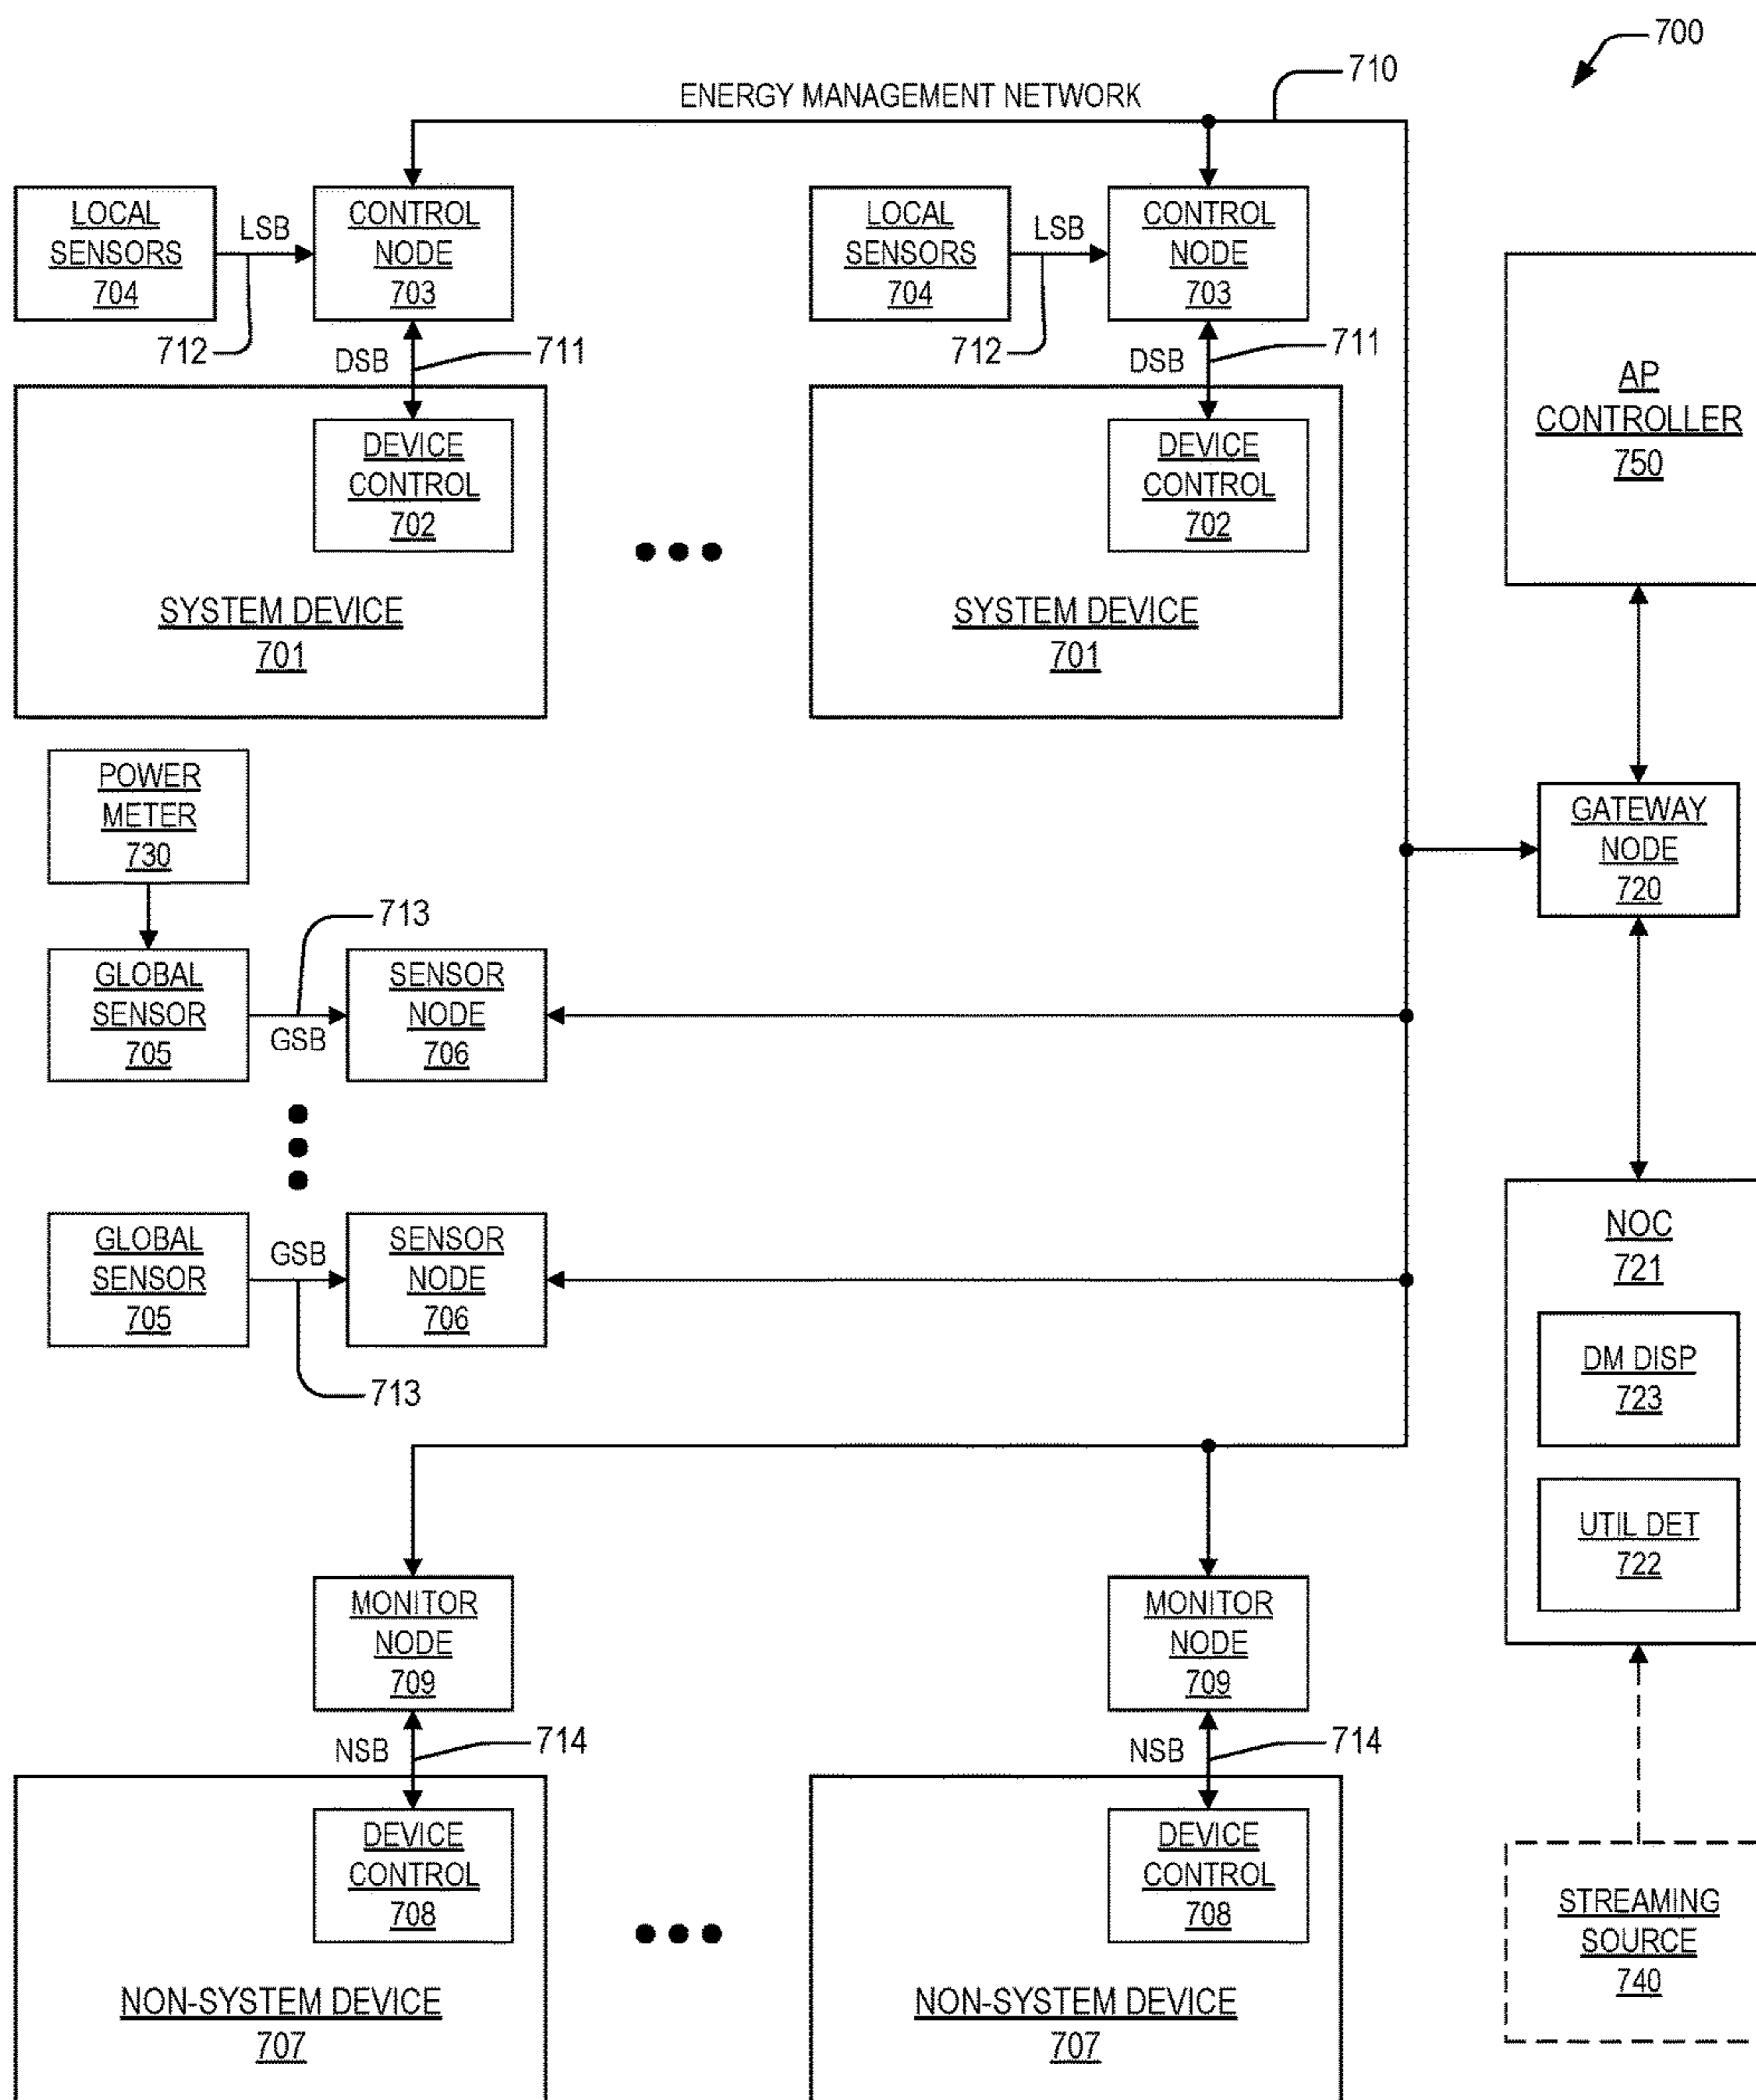 700
710
ENERGY MANAGEMENT NETWORK
LOCAL
SENSORS
704
LSB
712
CONTROL
NODE
703
DSB
711
DEVICE
CONTROL
702
SYSTEM DEVICE
701
LOCAL
SENSORS
704
LSB
712
CONTROL
NODE
703
DSB
711
DEVICE
CONTROL
702
SYSTEM DEVICE
701
AP
CONTROLLER
750
POWER
METER
730
GATEWAY
NODE
720
713
GLOBAL
SENSOR
705
GSB
SENSOR
NODE
706
GLOBAL
SENSOR
705
GSB
713
SENSOR
NODE
706
NOC
721
DM DISP
723
UTIL DET
722
MONITOR
NODE
709
NSB
714
DEVICE
CONTROL
708
NON-SYSTEM DEVICE
707
MONITOR
NODE
709
NSB
714
DEVICE
CONTROL
708
NON-SYSTEM DEVICE
707
STREAMING
SOURCE
740